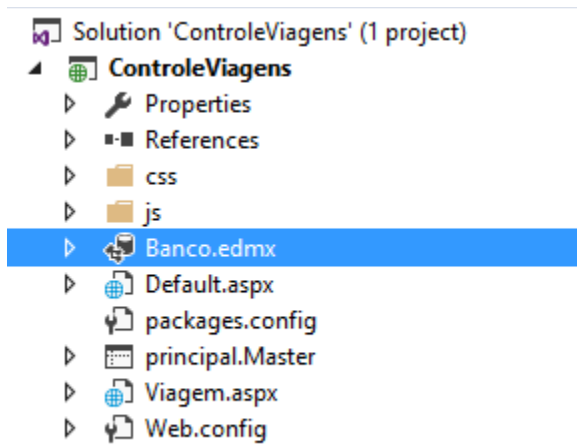 Solution 'ControleViagens' (1 project)
ControleViagens
Properties
References
css
js
Banco.edmx
Default.aspx
packages.config
principal.Master
Viagem.aspx
Web.config